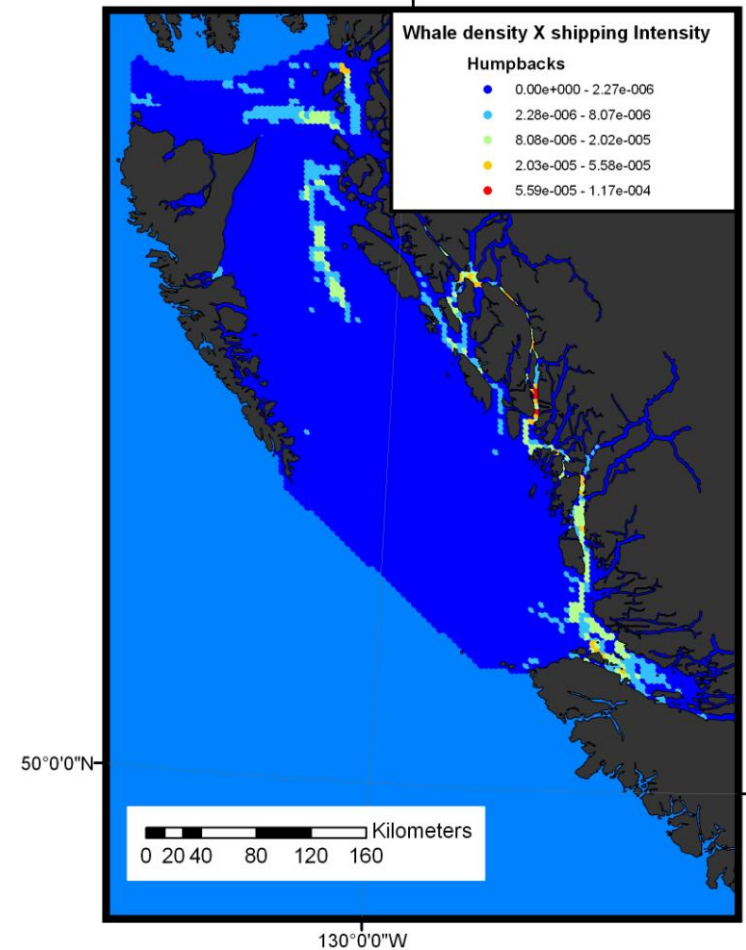 Whale density X shipping Intensity
Humpbacks
0.00e+000 - 2.27e-006
2.28e-006 - 8.07e-006
8.08e-006 - 2.02e-005
2.03e-005 - 5.58e-005
5.59e-005 - 1.17e-004
50°0'0"N
Kilometers
0 20 40 80 120 160
130°0'0"W